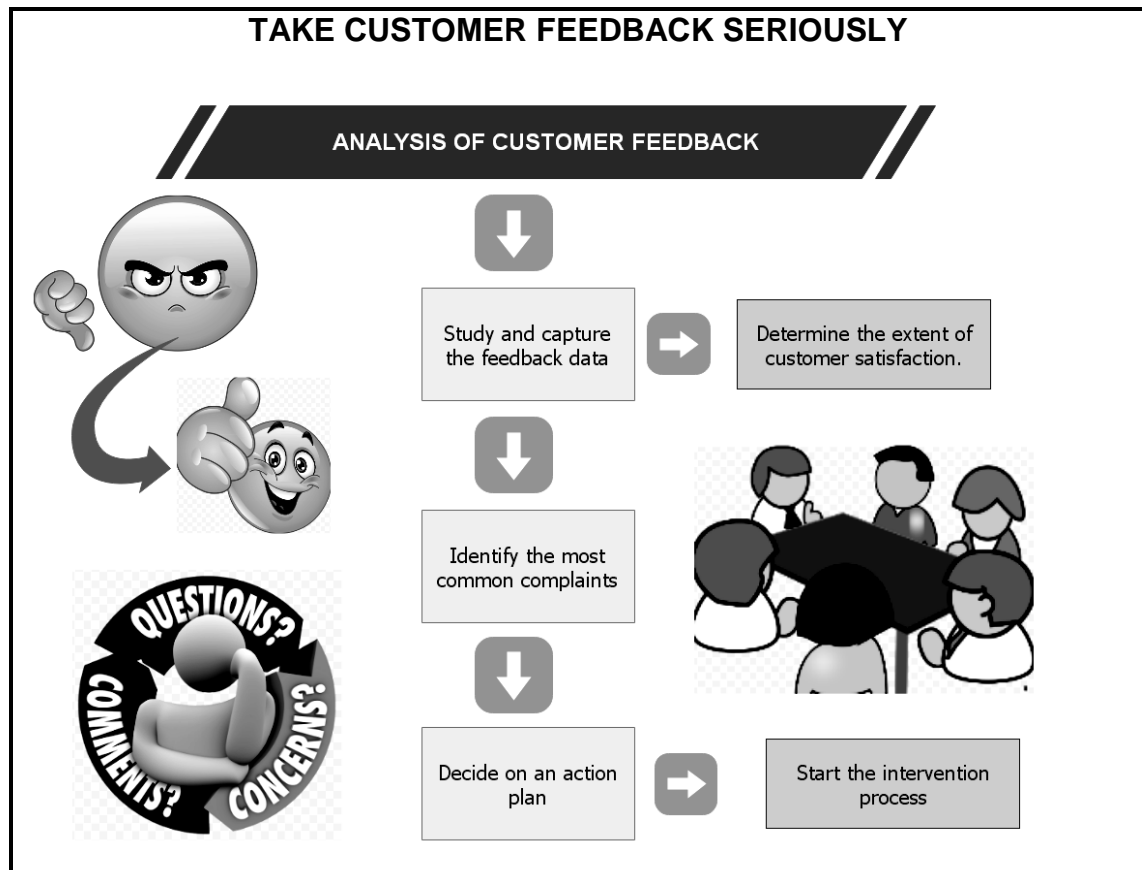 TAKE CUSTOMER FEEDBACK SERIOUSLY
ANALYSIS OF CUSTOMER FEEDBACK
Study and capture
the feedback data
Determine the extent of
customer satisfaction.
Identify the most
common complaints
QUESTIONS?
CONCERNS?
COMMENTS?
Decide on an action
plan
Start the intervention
process